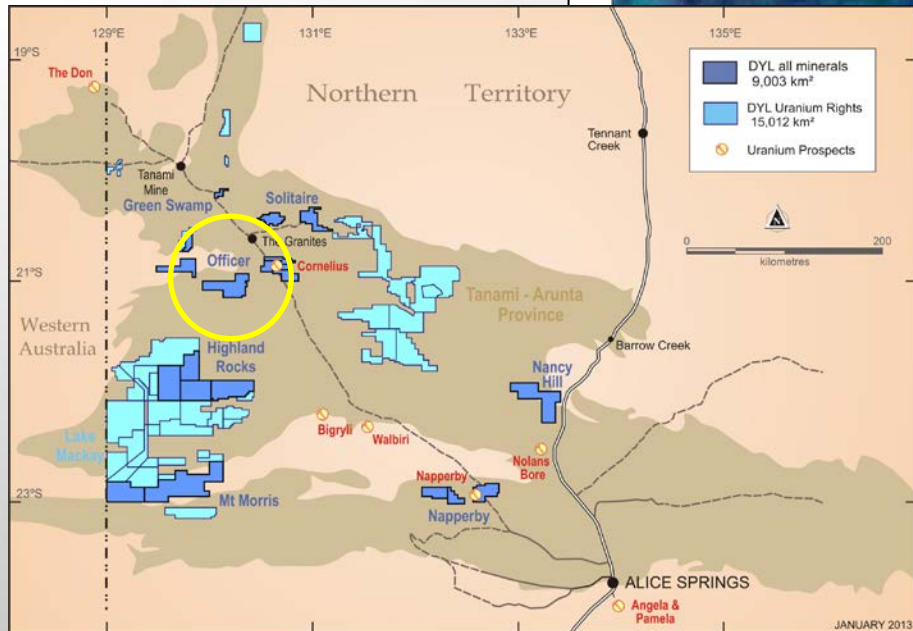 129°E
131°E
133°E
135°E
19°S
The Don
Northern Territory
DYL all minerals
9,003 km²
DYL Uranium Rights
15,012 km²
Uranium Prospects
Tennant
Creek
Tanami
Mine
Green Swamp
Solitaire
The Granites
0
200
kilometres
Officer
Cornelius
21°S
Tanami - Arunta
Province
Western
Australia
Barrow Creek
Highland
Rocks
Nancy
Hill
Bigryli
Walbiri
Lake
Mackay
Nolans
Bore
Napperby
23°S
Mt Morris
Napperby
ALICE SPRINGS
Angela &
Pamela
JANUARY 2013